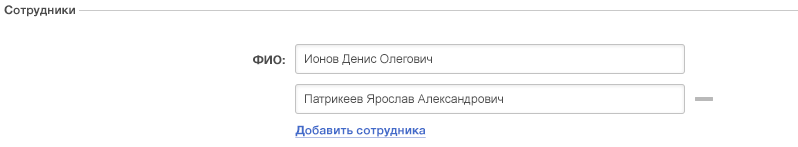 Сотрудники
ФИО: Ионов Денис Олегович
Патрикеев Ярослав Александрович
Добавить сотрудника